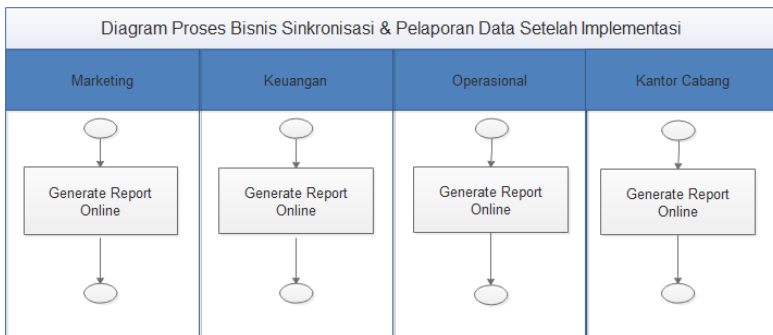 Diagram Proses Bisnis Sinkronisasi & Pelaporan Data Setelah Implementasi
Marketing
Keuangan
Operasional
Kantor Cabang
Generate Report
Online
Generate Report
Online
Generate Report
Online
Generate Report
Online